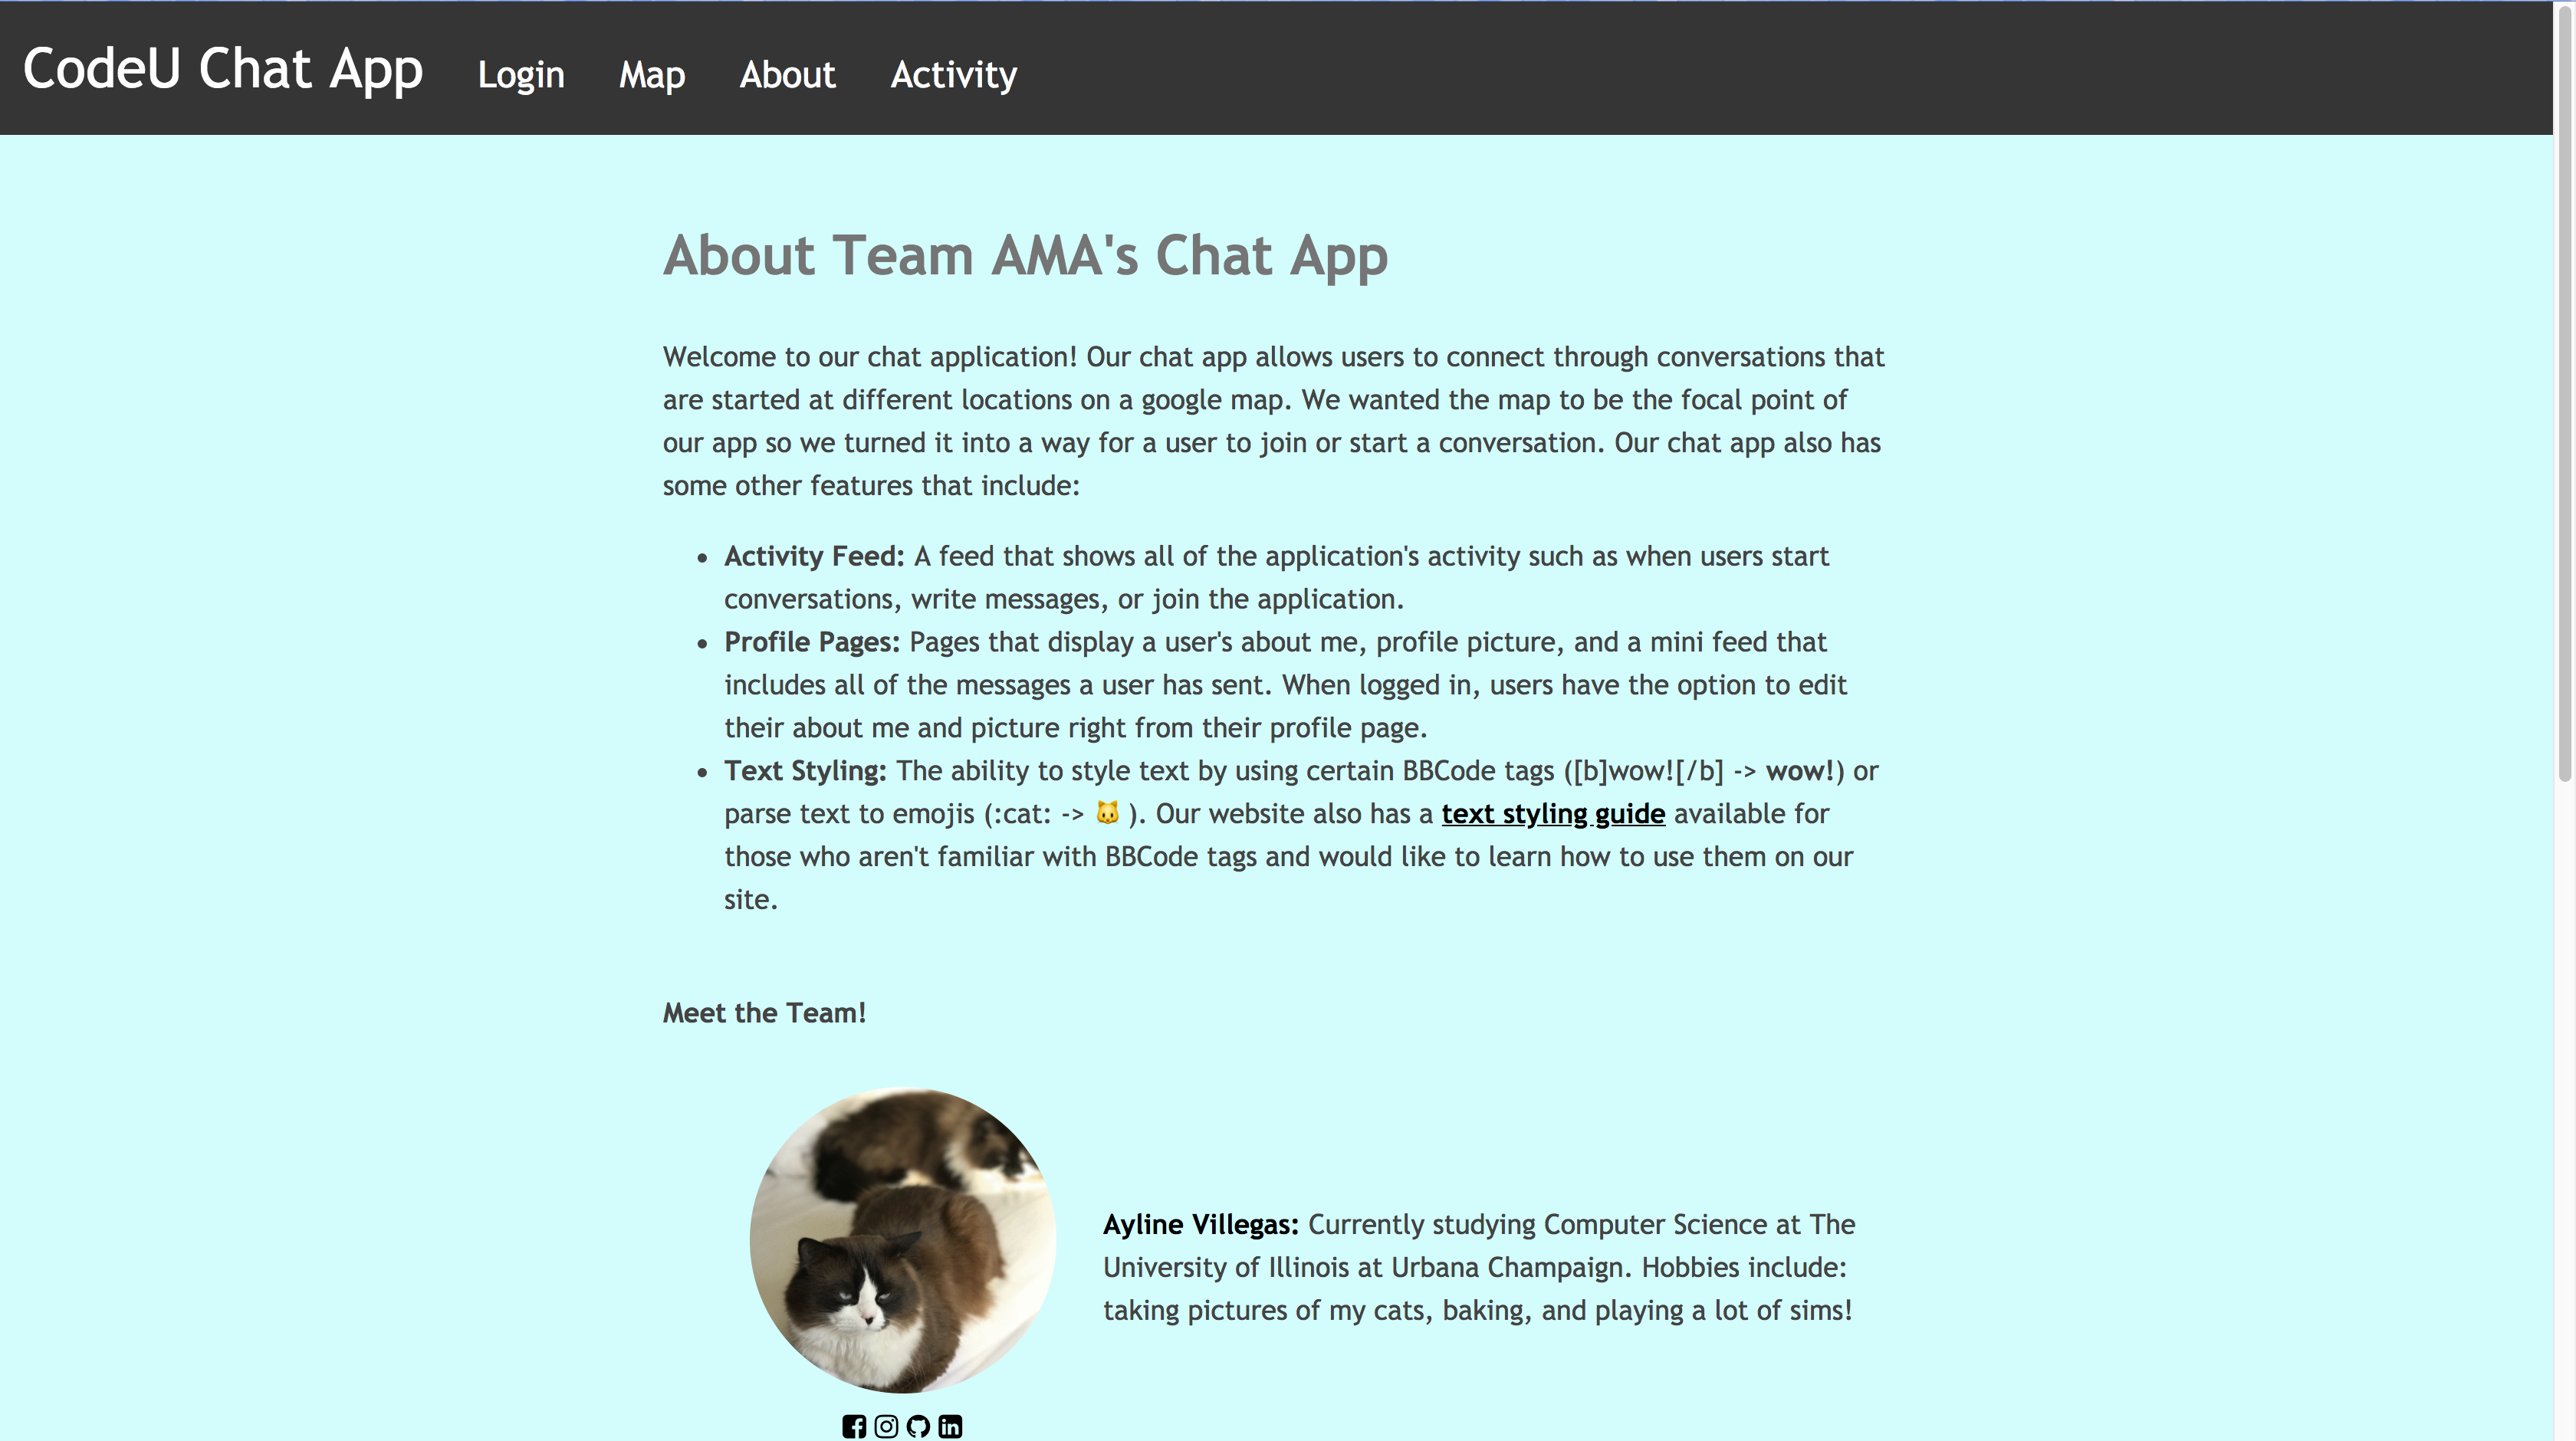 CodeU Chat App Login Map About Activity
About Team AMA's Chat App
Welcome to our chat application! Our chat app allows users to connect through conversations that
are started at different locations on a google map. We wanted the map to be the focal point of
our app so we turned it into a way for a user to join or start a conversation. Our chat app also has
some other features that include:
• Activity Feed: A feed that shows all of the application's activity such as when users start
conversations, write messages, or join the application.
• Profile Pages: Pages that display a user's about me, profile picture, and a mini feed that
includes all of the messages a user has sent. When logged in, users have the option to edit
their about me and picture right from their profile page.
• Text Styling: The ability to style text by using certain BBCode tags ([b]wow![/b] -> wow!) or
parse text to emojis (:cat: -> 🐱 ). Our website also has a text styling guide available for
those who aren't familiar with BBCode tags and would like to learn how to use them on our
site.
Meet the Team!
Ayline Villegas: Currently studying Computer Science at The
University of Illinois at Urbana Champaign. Hobbies include:
taking pictures of my cats, baking, and playing a lot of sims!